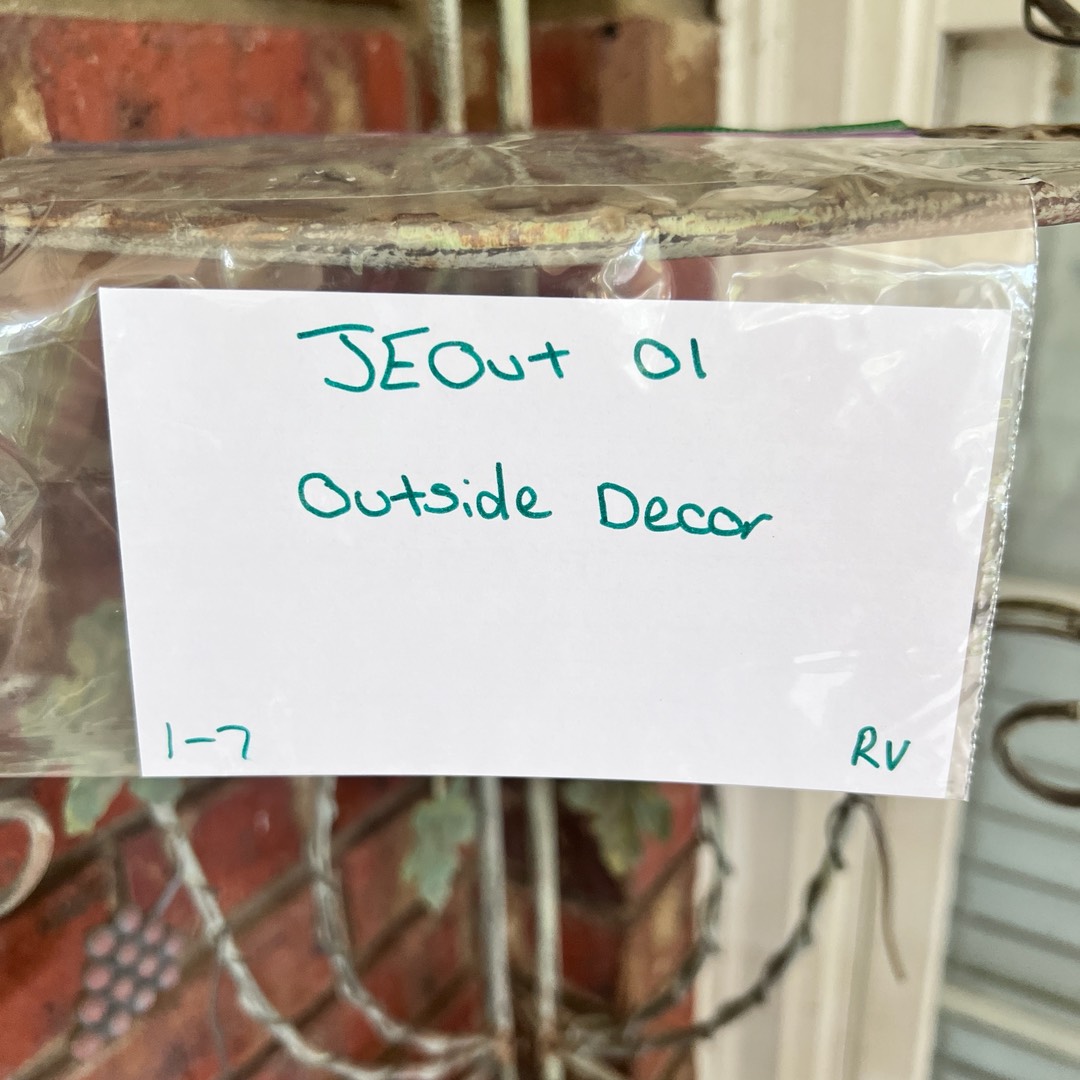 JEOut 01
Outside Decor
1-7 RV